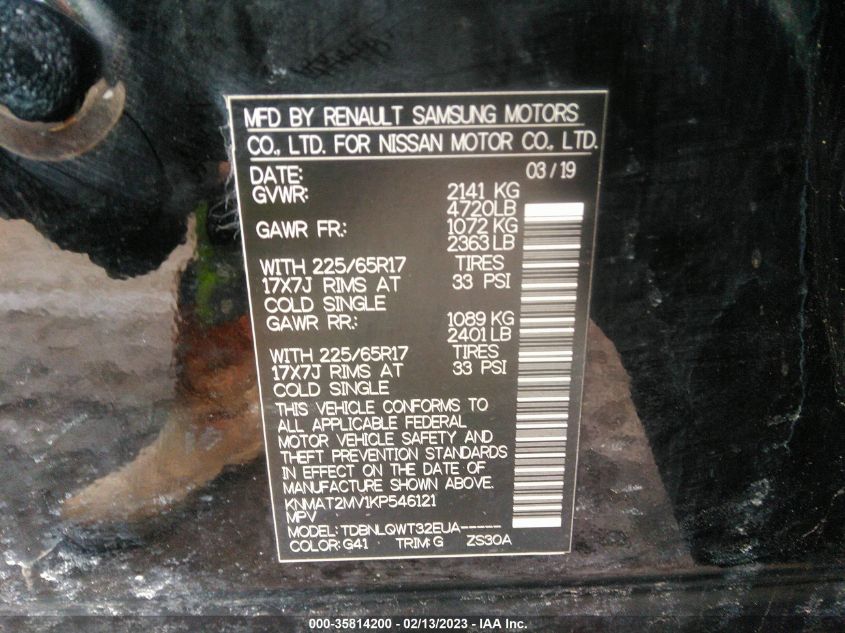 MFD BY RENAULT SAMSUNG MOTORS
CO., LTD. FOR NISSAN MOTOR CO., LTD.
DATE: 03/19
GVWR: 2141 KG
4720LB
GAWR FR.: 1072 KG
2363LB
WITH 225/65R17 TIRES
17X7J RIMS AT 33 PSI
COLD SINGLE
GAWR RR.: 1089 KG
2401LB
WITH 225/65R17 TIRES
17X7J RIMS AT 33 PSI
COLD SINGLE
THIS VEHICLE CONFORMS TO
ALL APPLICABLE FEDERAL
MOTOR VEHICLE SAFETY AND
THEFT PREVENTION STANDARDS
IN EFFECT ON THE DATE OF
MANUFACTURE SHOWN ABOVE.
KNMAT2MV1KP546121
MPV
MODEL:TDBNLQWT32EUA-----
COLOR:G41 TRIM:G ZS30A
000-35814200 - 02/13/2023 - IAA Inc.